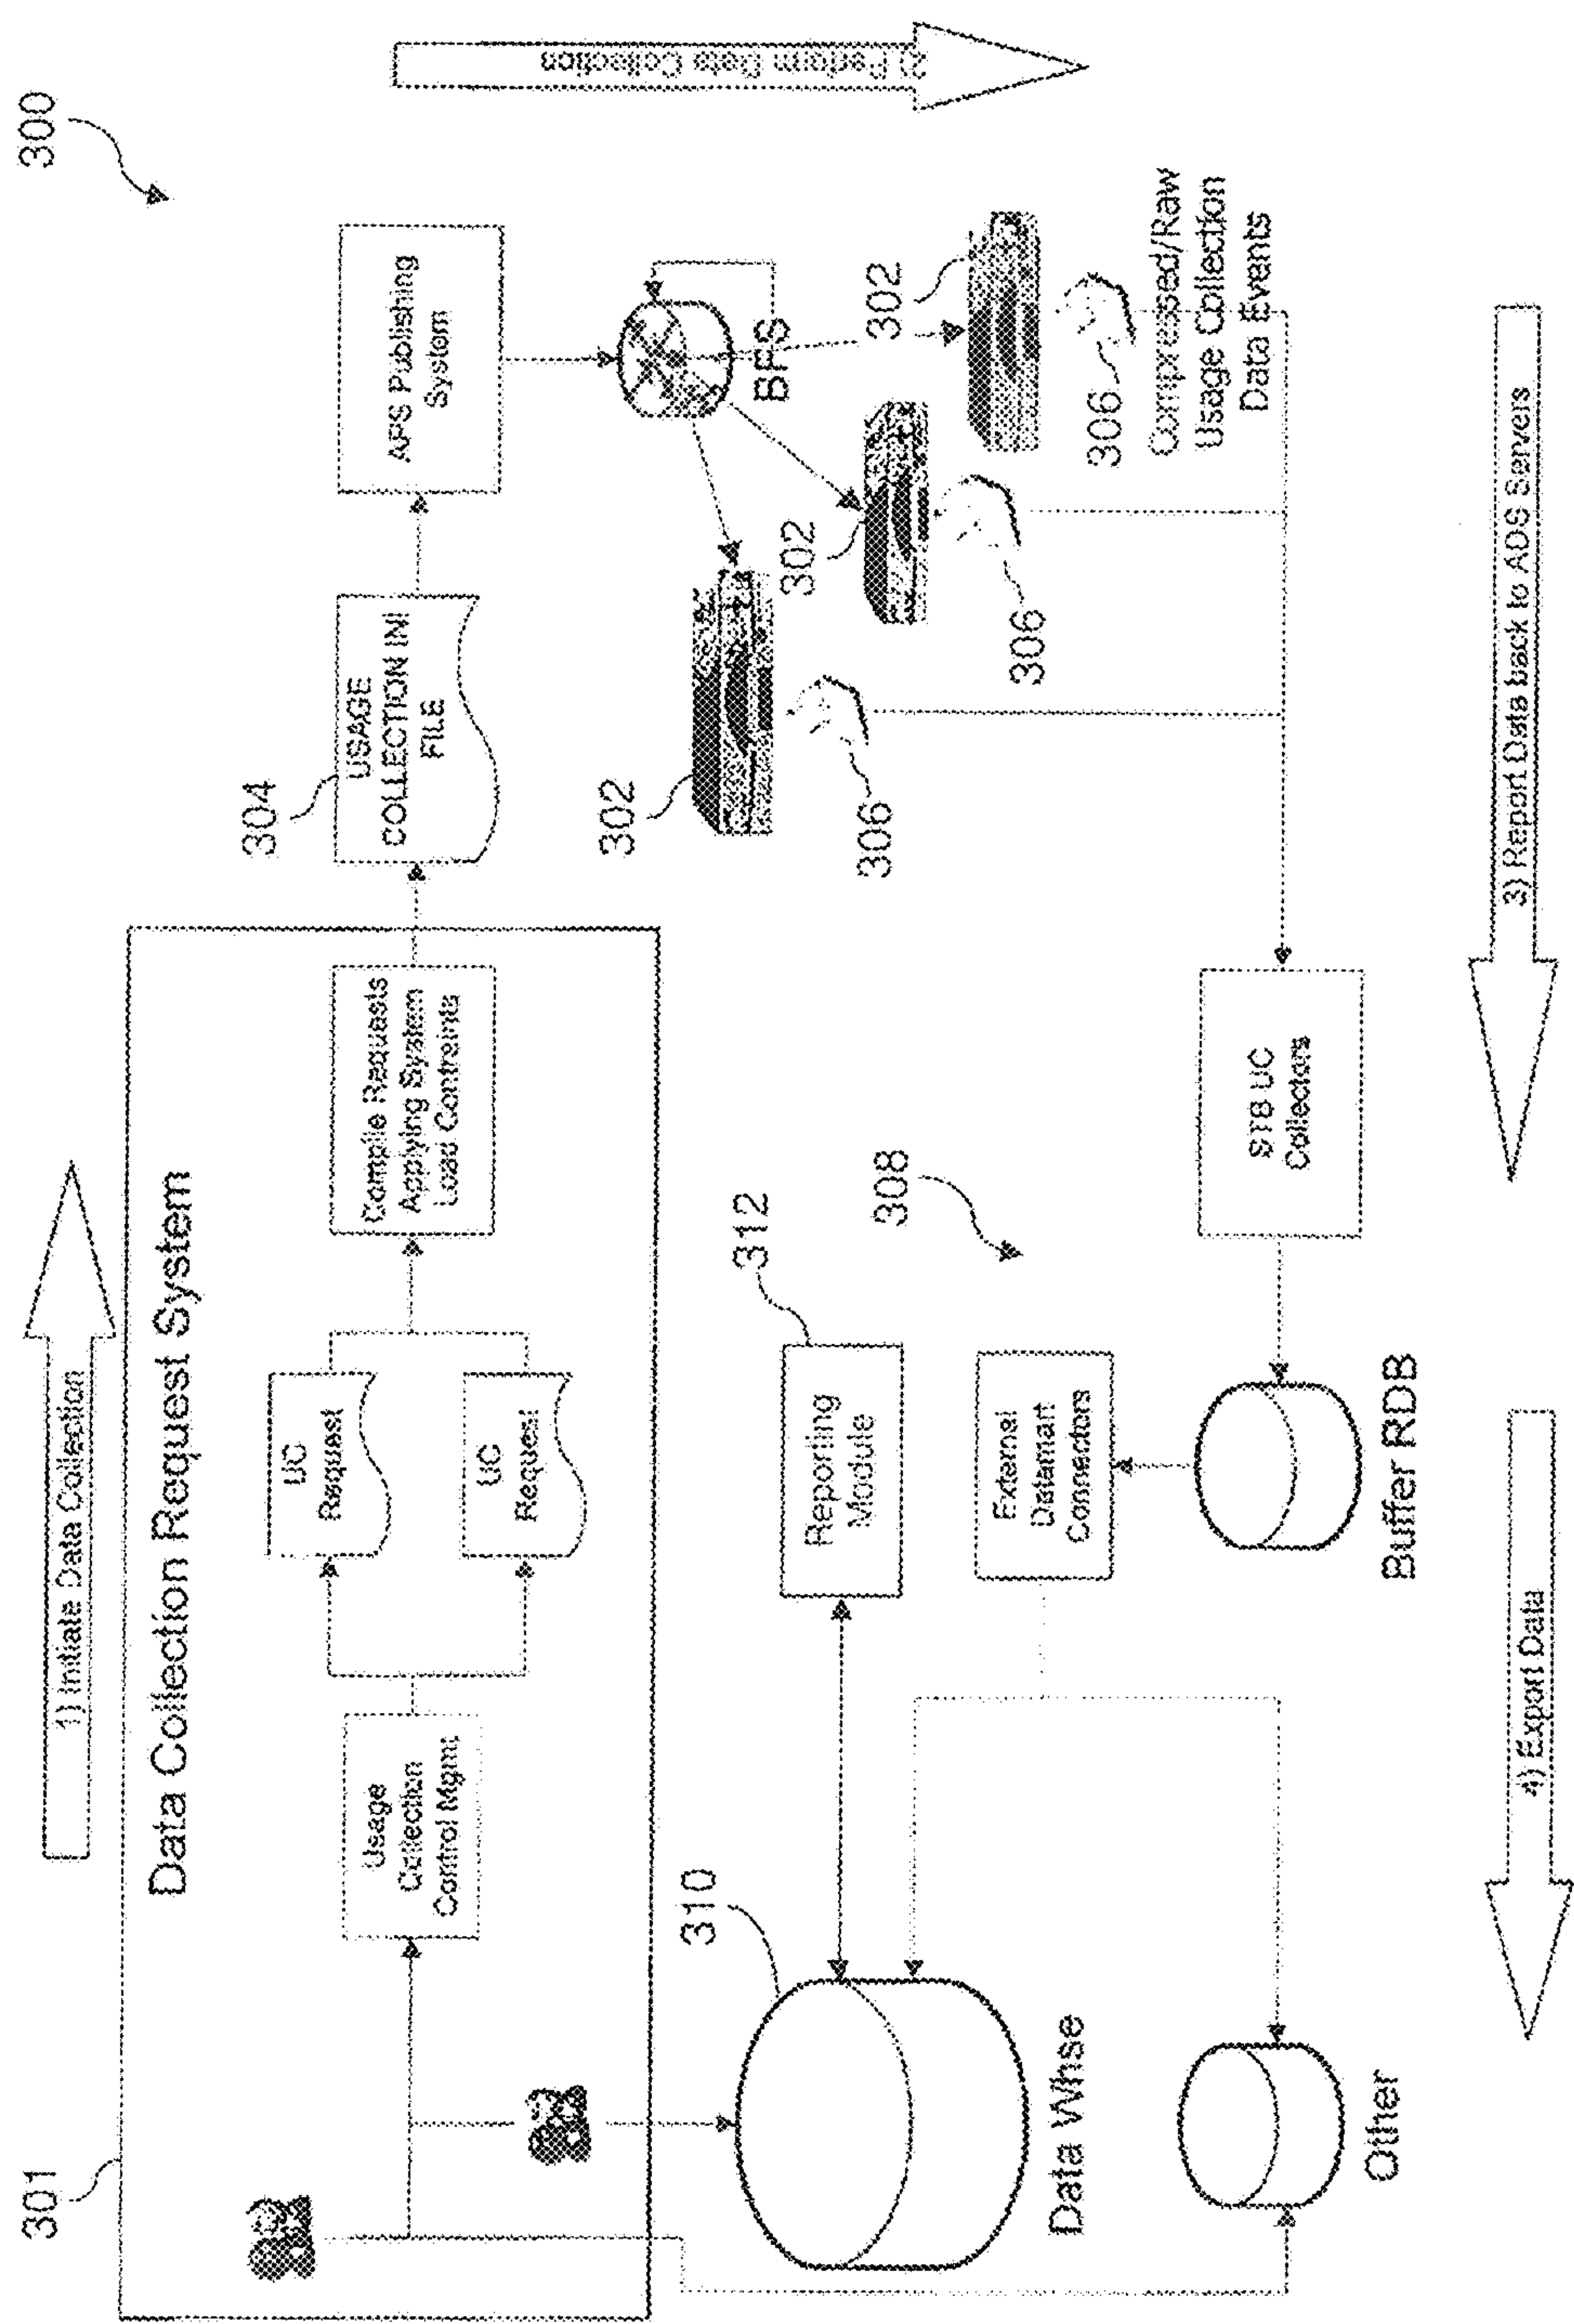 300
1) Initiate Data Collection
2) Perform Data Collection
301
Data Collection Request System
Usage
Collection
Control Mgmt
UC
Request
UC
Request
Compile Requests
Applying System
Load Contraints
304
USAGE
COLLECTION INI
FILE
APS Publishing
System
BFS
302
302
302
306
306
306
Compressed/Raw
Usage Collection
Data Events
310
Data Whse
312
Reporting
Module
308
External
Datamart
Connectors
STB UC
Collectors
Buffer RDB
Other
3) Report Data back to ADS Servers
4) Export Data